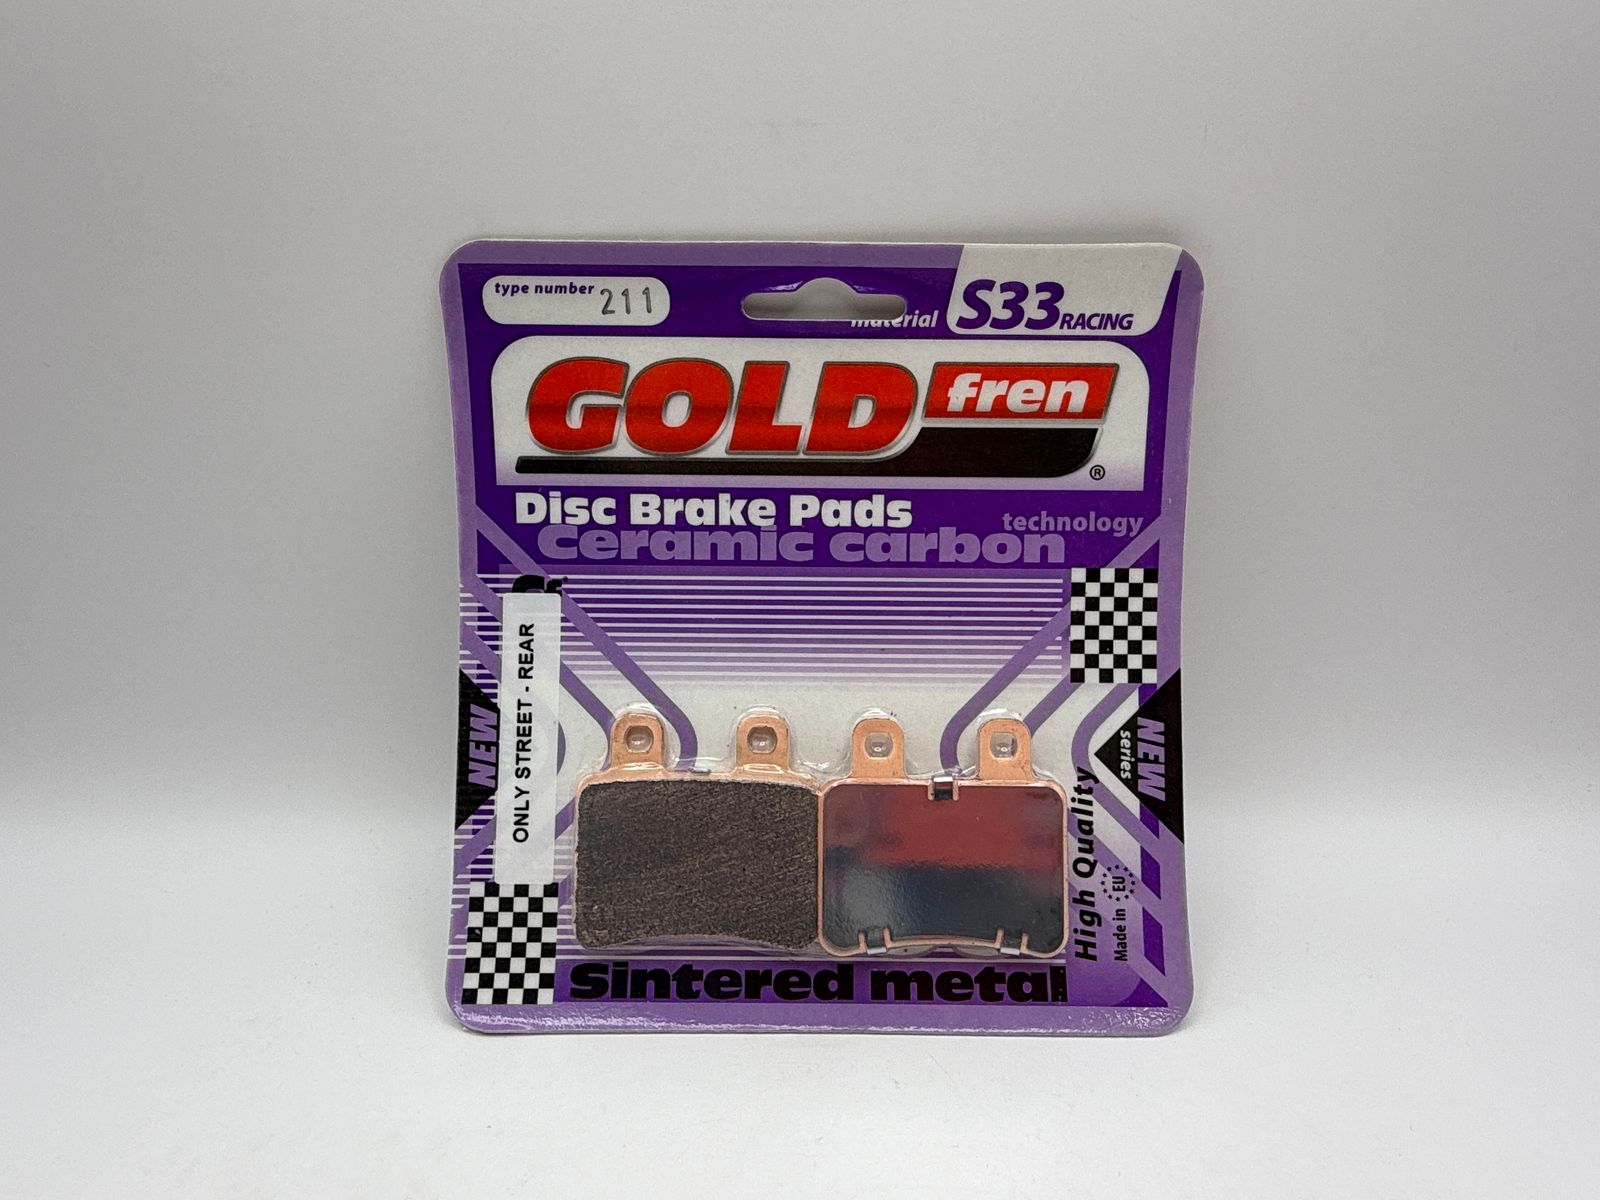 type number 211
material S33 RACING
GOLD fren ®
Disc Brake Pads
technology
Ceramic carbon
ONLY STREET - REAR
NEW
NEW
series
High Quality
Made in EU
Sintered metal